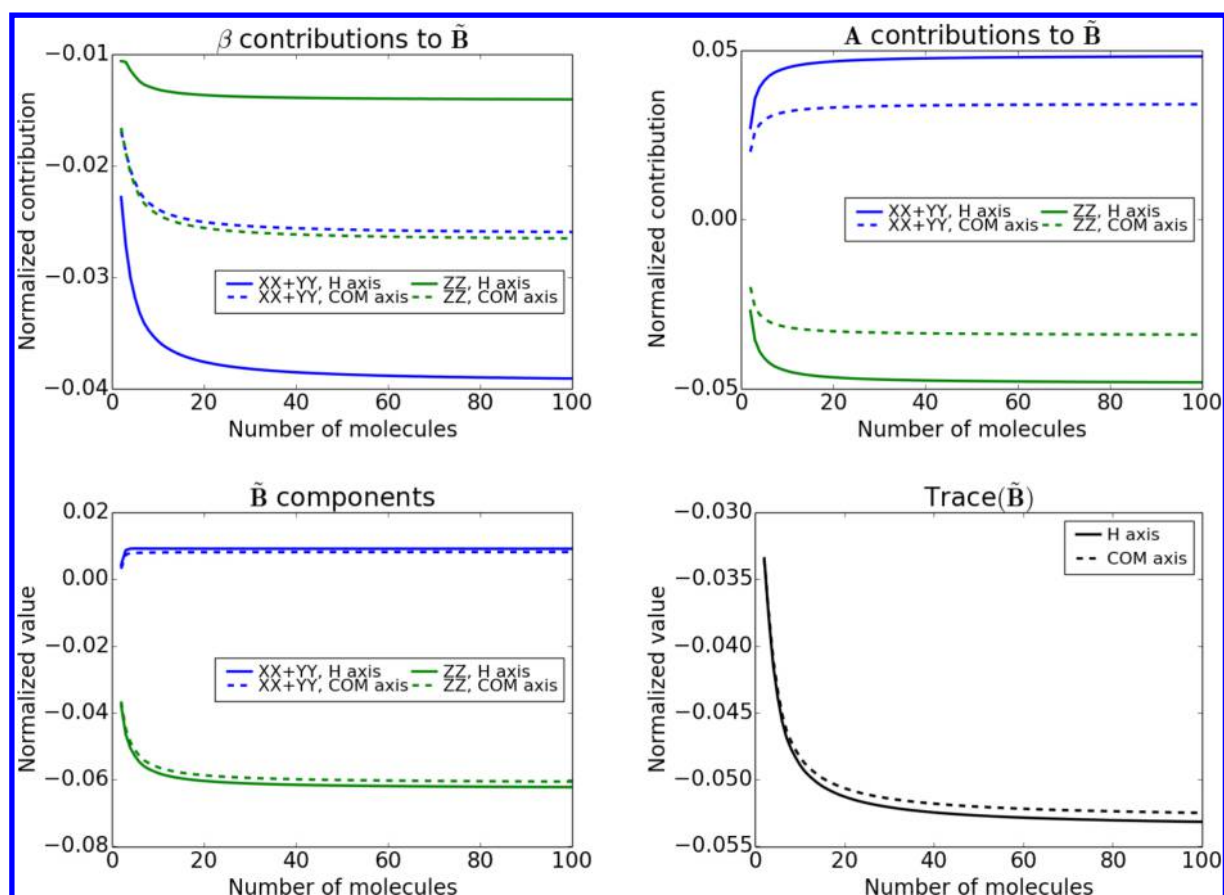 β contributions to B̃
−0.01
−0.02
−0.03
−0.04
Normalized contribution
XX+YY, H axis
XX+YY, COM axis
ZZ, H axis
ZZ, COM axis
0 20 40 60 80 100
Number of molecules
A contributions to B̃
0.05
0.00
−0.05
Normalized contribution
XX+YY, H axis
XX+YY, COM axis
ZZ, H axis
ZZ, COM axis
0 20 40 60 80 100
Number of molecules
B̃ components
0.02
0.00
−0.02
−0.04
−0.06
−0.08
Normalized value
XX+YY, H axis
XX+YY, COM axis
ZZ, H axis
ZZ, COM axis
0 20 40 60 80 100
Number of molecules
Trace(B̃)
−0.030
−0.035
−0.040
−0.045
−0.050
−0.055
Normalized value
H axis
COM axis
0 20 40 60 80 100
Number of molecules